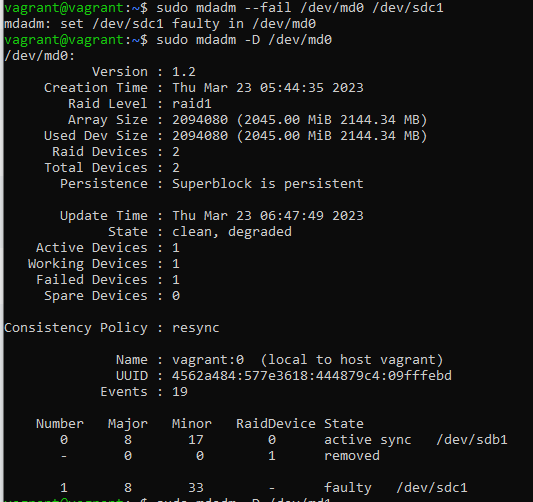 vagrant@vagrant:~$ sudo mdadm --fail /dev/md0 /dev/sdc1
mdadm: set /dev/sdc1 faulty in /dev/md0
vagrant@vagrant:~$ sudo mdadm -D /dev/md0
/dev/md0:
Version : 1.2
Creation Time : Thu Mar 23 05:44:35 2023
Raid Level : raid1
Array Size : 2094080 (2045.00 MiB 2144.34 MB)
Used Dev Size : 2094080 (2045.00 MiB 2144.34 MB)
Raid Devices : 2
Total Devices : 2
Persistence : Superblock is persistent
Update Time : Thu Mar 23 06:47:49 2023
State : clean, degraded
Active Devices : 1
Working Devices : 1
Failed Devices : 1
Spare Devices : 0
Consistency Policy : resync
Name : vagrant:0 (local to host vagrant)
UUID : 4562a484:577e3618:444879c4:09fffebd
Events : 19
Number Major Minor RaidDevice State
0 8 17 0 active sync /dev/sdb1
- 0 0 1 removed
1 8 33 - faulty /dev/sdc1
vagrant@vagrant:~$ sudo mdadm -D /dev/md1